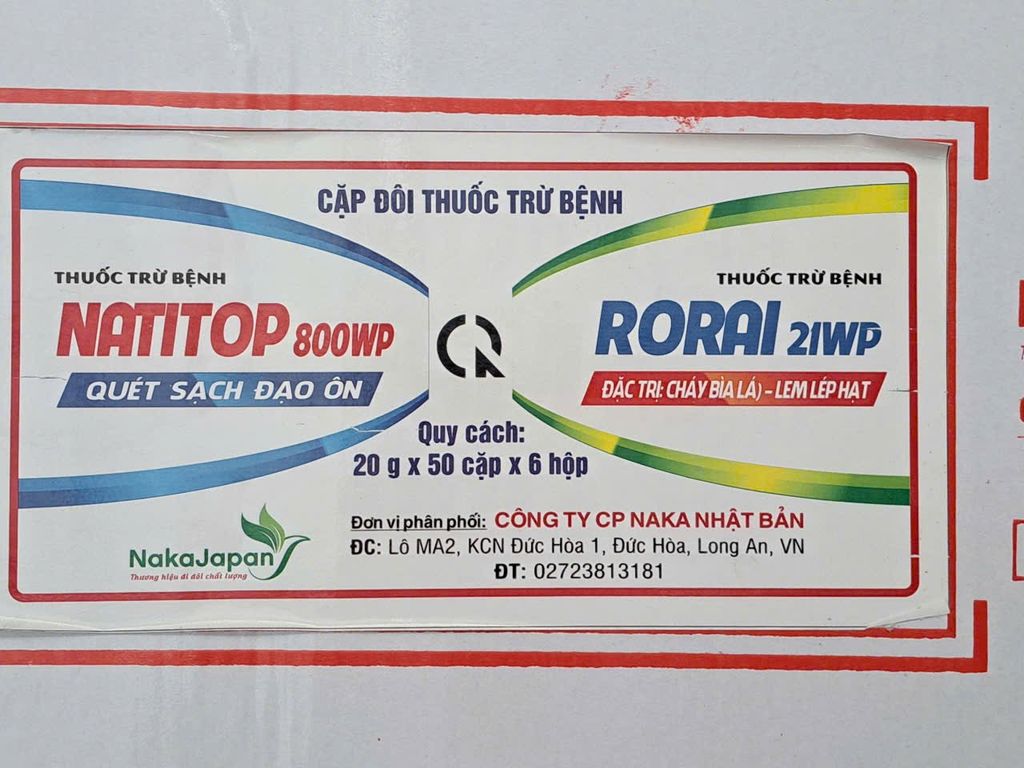 CẶP ĐÔI THUỐC TRỪ BỆNH
THUỐC TRỪ BỆNH
NATITOP 800WP
QUÉT SẠCH ĐẠO ÔN
THUỐC TRỪ BỆNH
RORAI 21WP
ĐẶC TRỊ: CHÁY BÌA LÁ) - LEM LÉP HẠT
Quy cách:
20 g x 50 cặp x 6 hộp
NakaJapan
Thương hiệu đi đôi chất lượng
Đơn vị phân phối: CÔNG TY CP NAKA NHẬT BẢN
ĐC: Lô MA2, KCN Đức Hòa 1, Đức Hòa, Long An, VN
ĐT: 02723813181